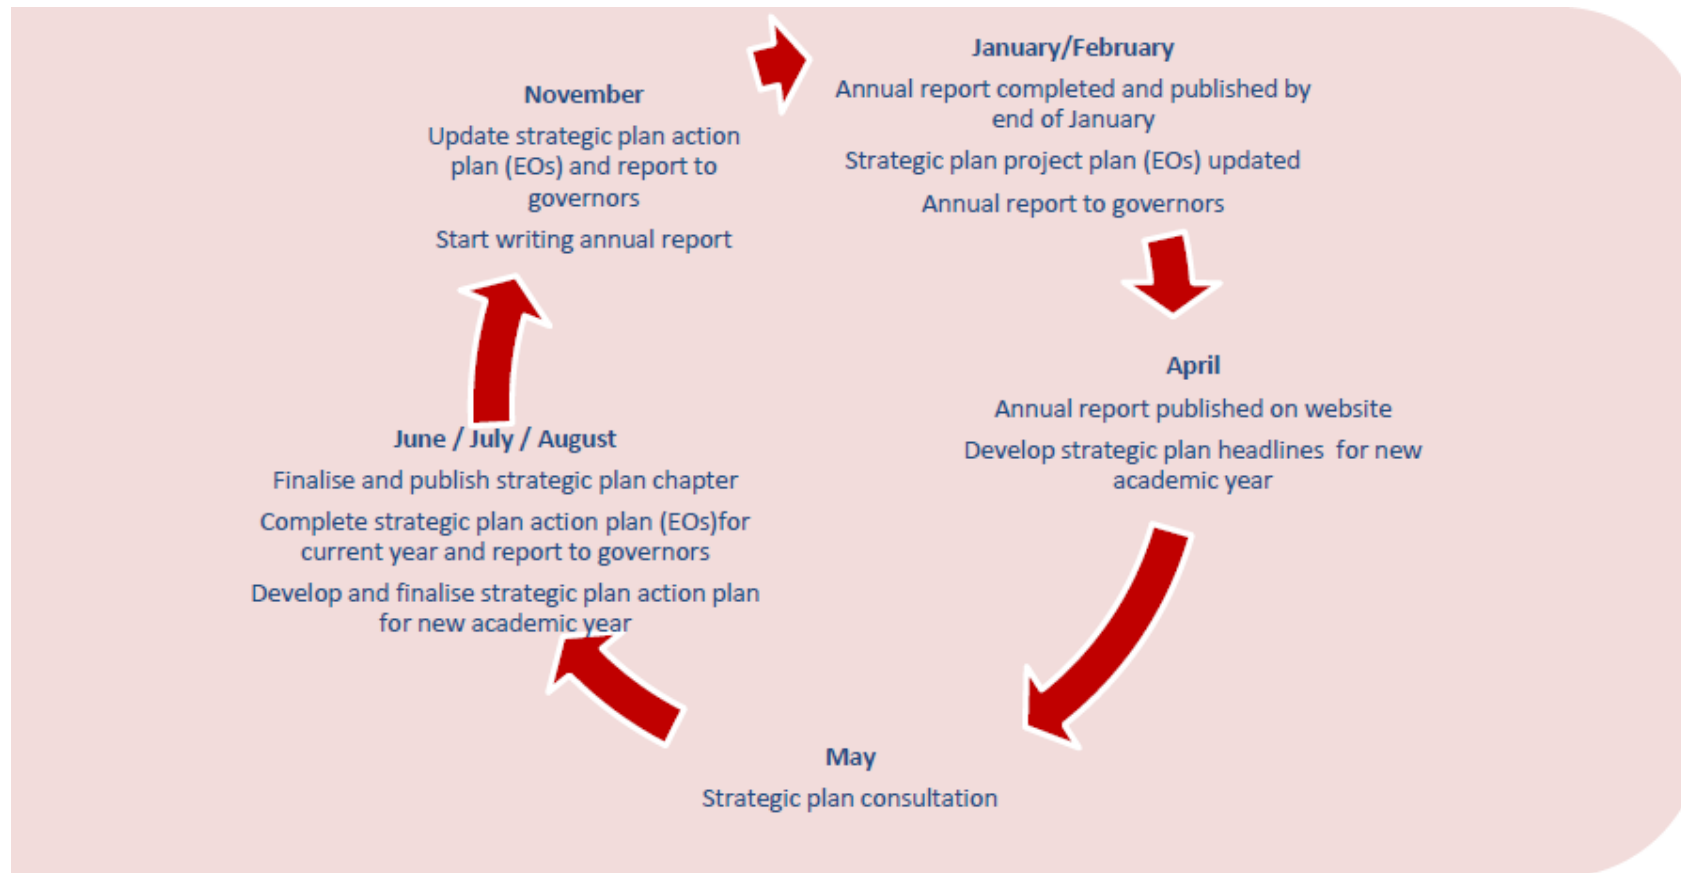 January/February
Annual report completed and published by
end of January
Strategic plan project plan (EOs) updated
Annual report to governors
April
Annual report published on website
Develop strategic plan headlines  for new
academic year
May
Strategic plan consultation
June / July / August
Finalise and publish strategic plan chapter
Complete strategic plan action plan (EOs)for
current year and report to governors
Develop and finalise strategic plan action plan
for new academic year
November
Update strategic plan action
plan (EOs) and report to
governors
Start writing annual report